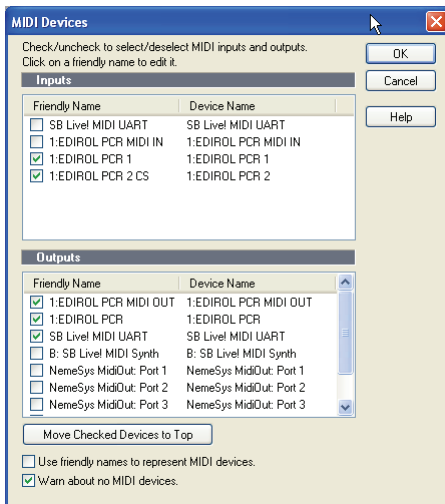 MIDI Devices
Check/uncheck to select/deselect MIDI inputs and outputs.
Click on a friendly name to edit it.
OK
Cancel
Help
Inputs
Friendly Name Device Name
SB Live! MIDI UART SB Live! MIDI UART
1:EDIROL PCR MIDI IN 1:EDIROL PCR MIDI IN
1:EDIROL PCR 1 1:EDIROL PCR 1
1:EDIROL PCR 2 CS 1:EDIROL PCR 2
Outputs
Friendly Name Device Name
1:EDIROL PCR MIDI OUT 1:EDIROL PCR MIDI OUT
1:EDIROL PCR 1:EDIROL PCR
SB Live! MIDI UART SB Live! MIDI UART
B: SB Live! MIDI Synth B: SB Live! MIDI Synth
NemeSys MidiOut: Port 1 NemeSys MidiOut: Port 1
NemeSys MidiOut: Port 2 NemeSys MidiOut: Port 2
NemeSys MidiOut: Port 3 NemeSys MidiOut: Port 3
Move Checked Devices to Top
Use friendly names to represent MIDI devices.
Warn about no MIDI devices.